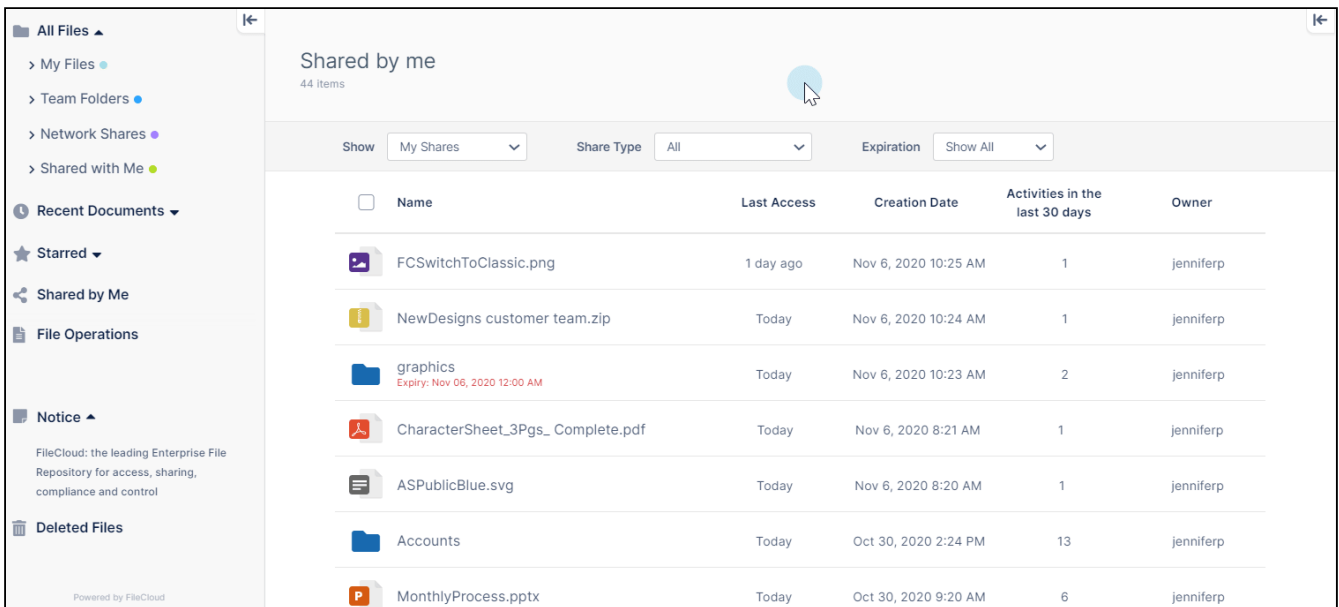 All Files
My Files
Team Folders
Network Shares
Shared with Me
Recent Documents
Starred
Shared by Me
File Operations
Notice
FileCloud: the leading Enterprise File
Repository for access, sharing,
compliance and control
Deleted Files
Powered by FileCloud
Shared by me
44 items
Show My Shares Share Type All Expiration Show All
Name Last Access Creation Date Activities in the last 30 days Owner
FCSwitchToClassic.png 1 day ago Nov 6, 2020 10:25 AM 1 jenniferp
NewDesigns customer team.zip Today Nov 6, 2020 10:24 AM 1 jenniferp
graphics Today Nov 6, 2020 10:23 AM 2 jenniferp
Expiry: Nov 06, 2020 12:00 AM
CharacterSheet_3Pgs_ Complete.pdf Today Nov 6, 2020 8:21 AM 1 jenniferp
ASPublicBlue.svg Today Nov 6, 2020 8:20 AM 1 jenniferp
Accounts Today Oct 30, 2020 2:24 PM 13 jenniferp
P MonthlyProcess.pptx Today Oct 30, 2020 9:20 AM 6 jenniferp